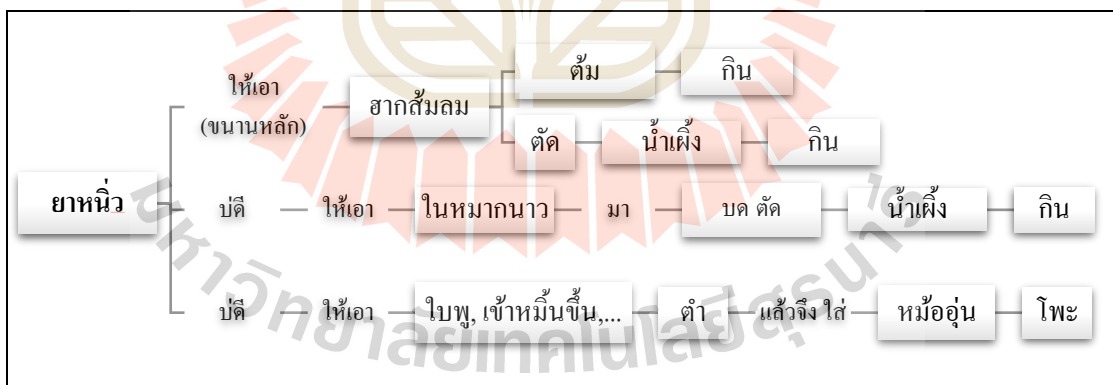 ยาหนิ่ว
ให้เอา
(ขนานหลัก)
ฮากส้มลม
ต้ม กิน
ตัด น้ำเผิ้ง กิน
บ่ดี ให้เอา ในหมากนาว มา บด ตัด น้ำเผิ้ง กิน
บ่ดี ให้เอา ใบพู, เข้าหมิ้นขึ้น,... ตำ แล้วจึง ใส่ หม้ออุ่น โพะ
มหาวิทยาลัยเทคโนโลยีสุรนารี